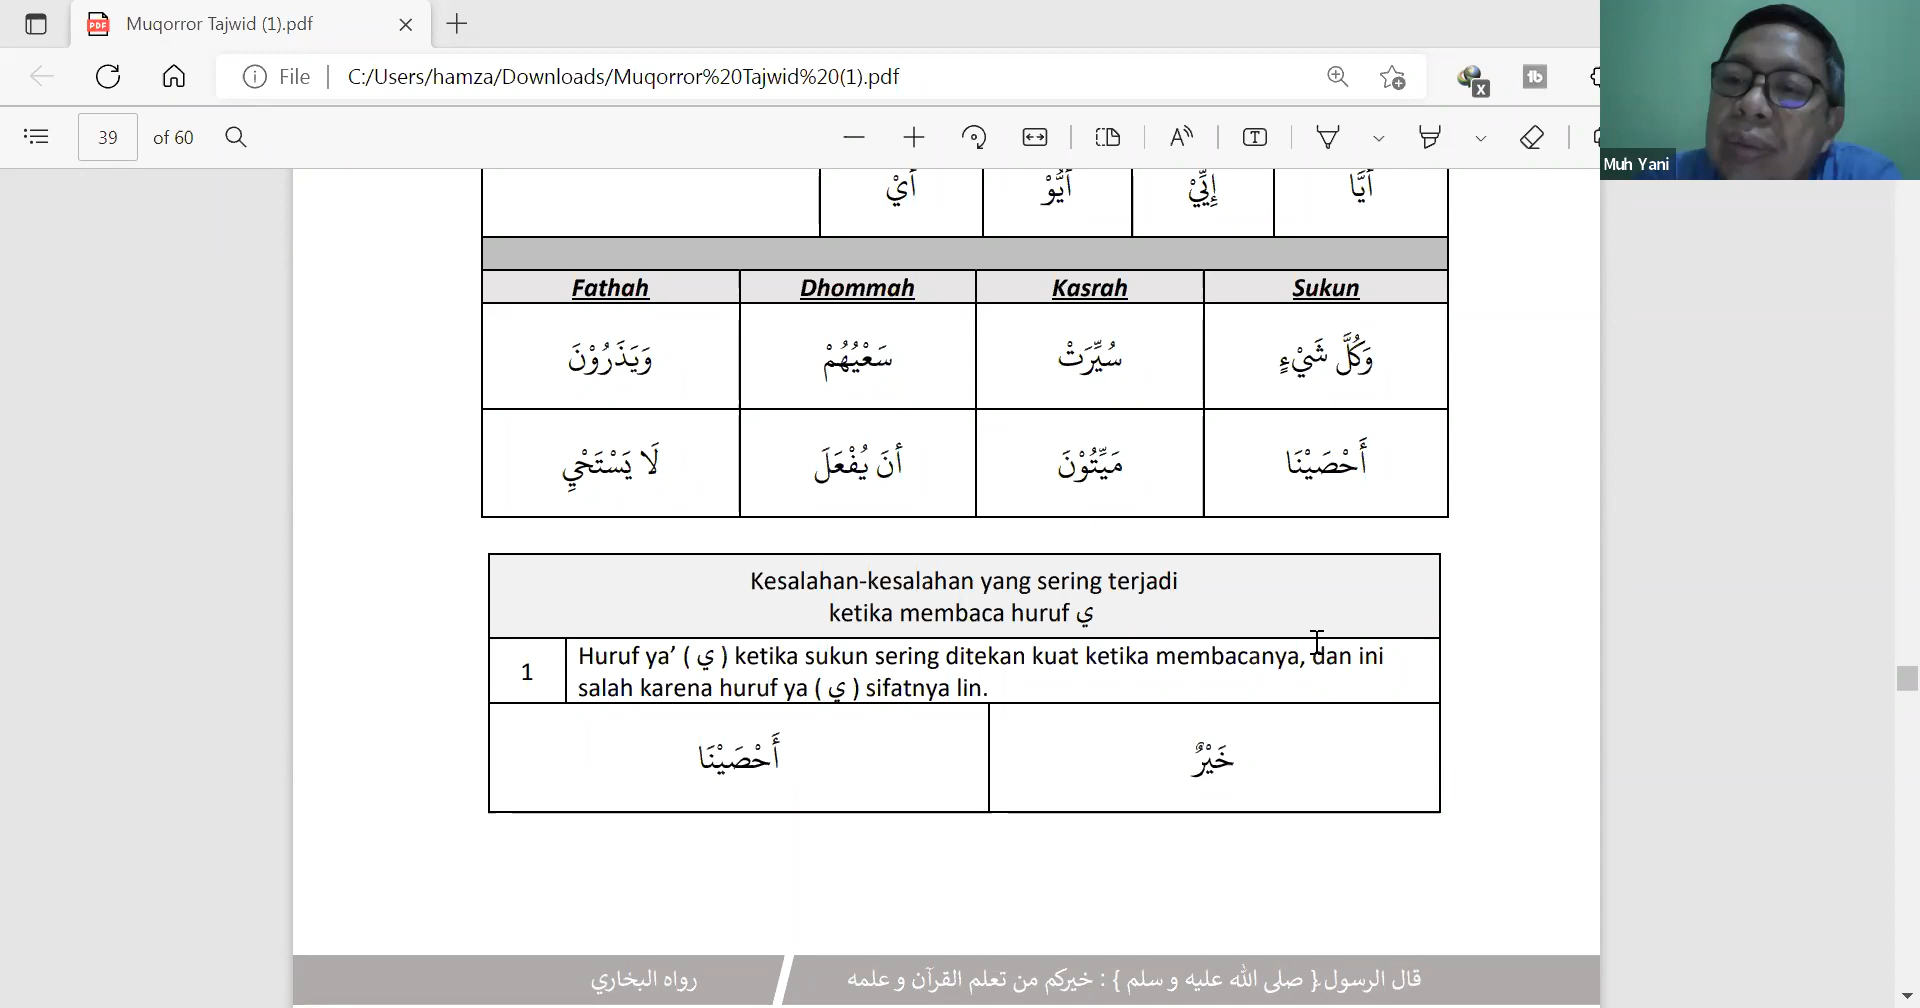 Muqorror Tajwid (1).pdf
File C:/Users/hamza/Downloads/Muqorror%20Tajwid%20(1).pdf
39 of 60
Muh Yani
أَيَّا إِيِّيْ أَيُّوْ أَيْ
Fathah Dhommah Kasrah Sukun
وَيَذَرُوْنَ سَعْيُهُمْ سُيِّرَتْ وَكُلَّ شَيْءٍ
لَا يَسْتَحْيِ أنَ يُفْعَلَ مَيِّتُوْنَ أَحْصَيْنَا
Kesalahan-kesalahan yang sering terjadi
ketika membaca huruf ي
1 Huruf ya’ ( ي ) ketika sukun sering ditekan kuat ketika membacanya, dan ini
salah karena huruf ya ( ي ) sifatnya lin.
أَحْصَيْنَا خَيْرٌ
قال الرسول { صلى الله عليه و سلم } : خيركم من تعلم القرآن و علمه
رواه البخاري